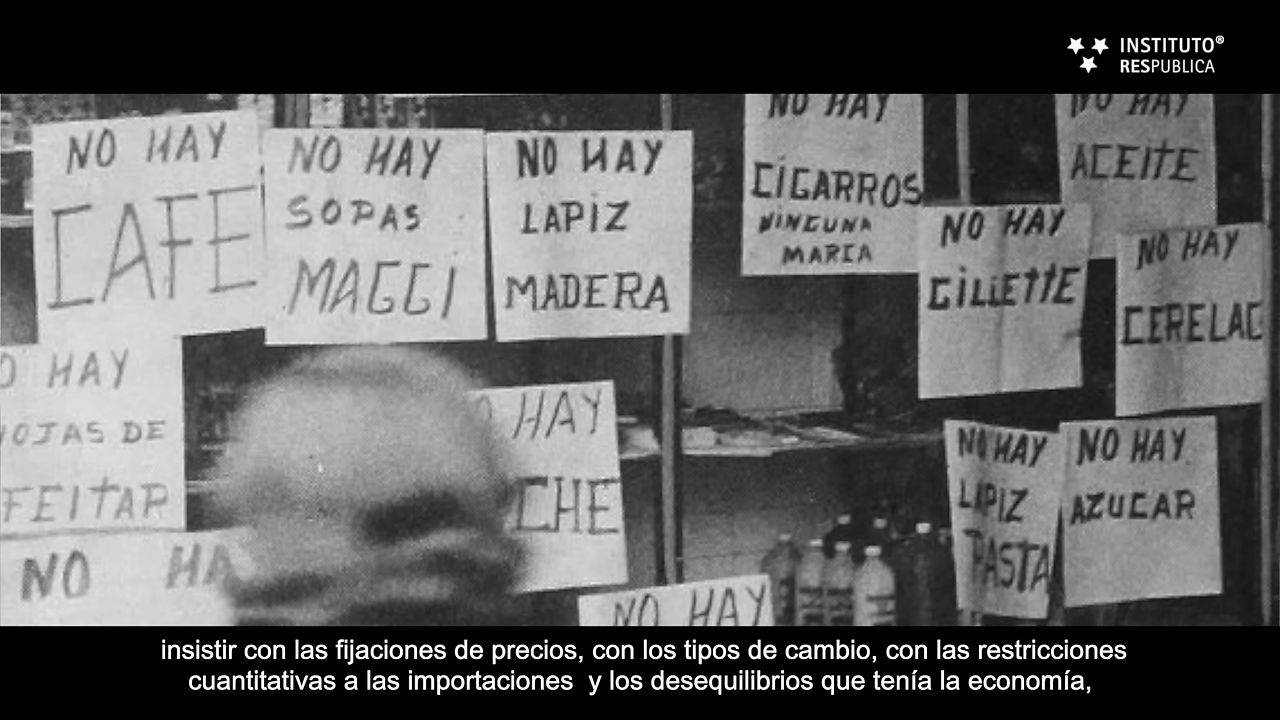 INSTITUTO®
RESPUBLICA
NO HAY
CAFE
NO HAY
SOPAS
MAGGI
NO HAY
LAPIZ
MADERA
NO HAY
CIGARROS
NINGUNA
MARCA
NO HAY
ACEITE
NO HAY
GILLETTE
NO HAY
CERELAC
HAY
DE
FEITAR
HAY
CHE
NO HAY
LAPIZ
PASTA
NO HAY
AZUCAR
NO HA
NO HAY
insistir con las fijaciones de precios, con los tipos de cambio, con las restricciones
cuantitativas a las importaciones y los desequilibrios que tenía la economía,